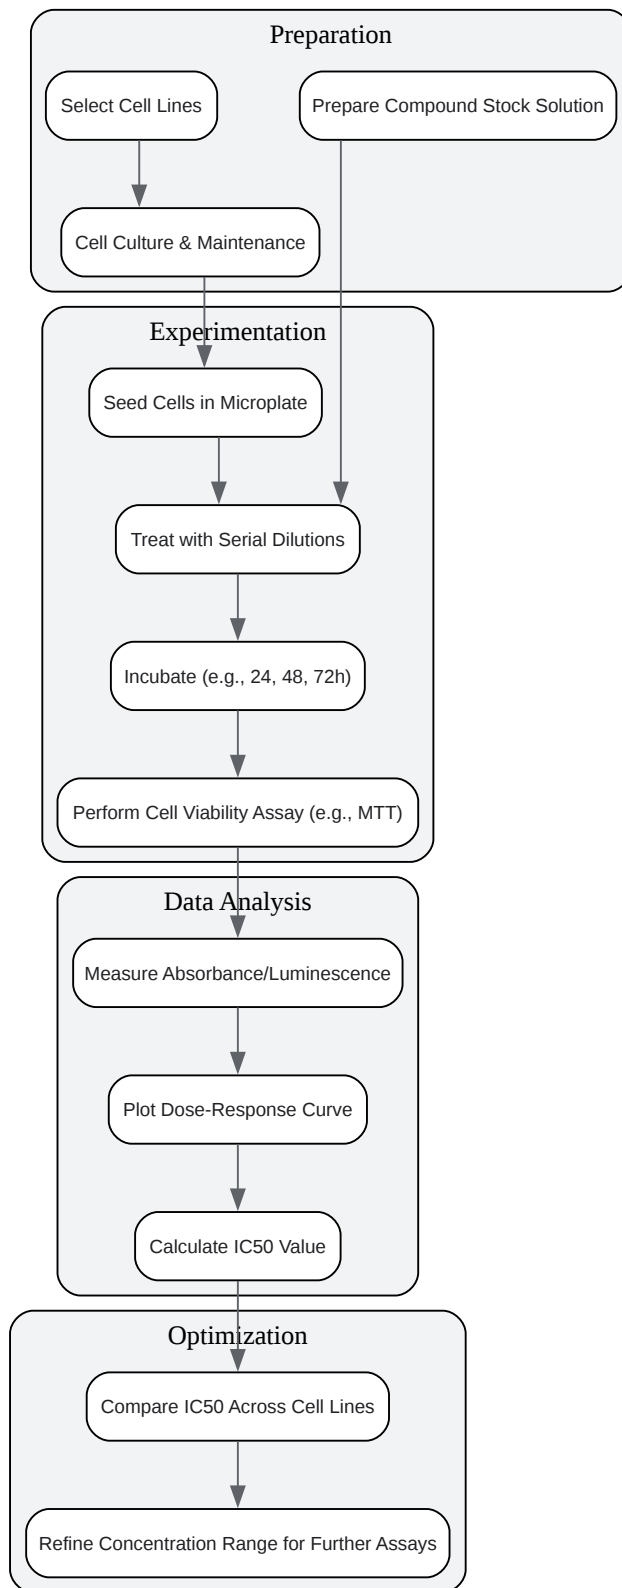 Preparation
Select Cell Lines
Prepare Compound Stock Solution
Cell Culture & Maintenance
Experimentation
Seed Cells in Microplate
Treat with Serial Dilutions
Incubate (e.g., 24, 48, 72h)
Perform Cell Viability Assay (e.g., MTT)
Data Analysis
Measure Absorbance/Luminescence
Plot Dose-Response Curve
Calculate IC50 Value
Optimization
Compare IC50 Across Cell Lines
Refine Concentration Range for Further Assays